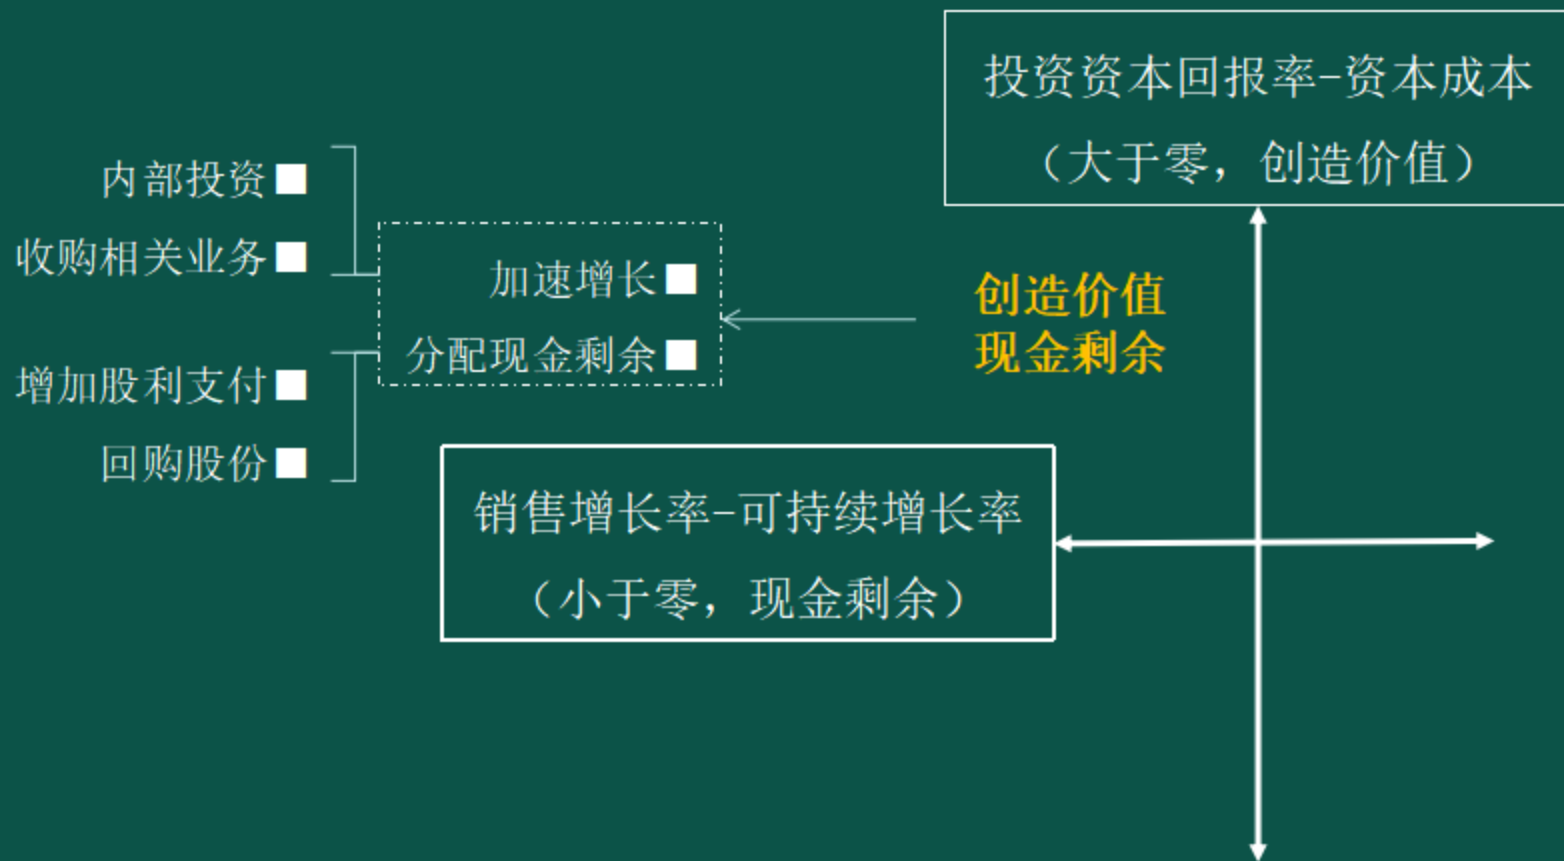 投资资本回报率-资本成本
（大于零，创造价值）
内部投资
收购相关业务
加速增长
分配现金剩余
创造价值
现金剩余
增加股利支付
回购股份
销售增长率-可持续增长率
（小于零，现金剩余）